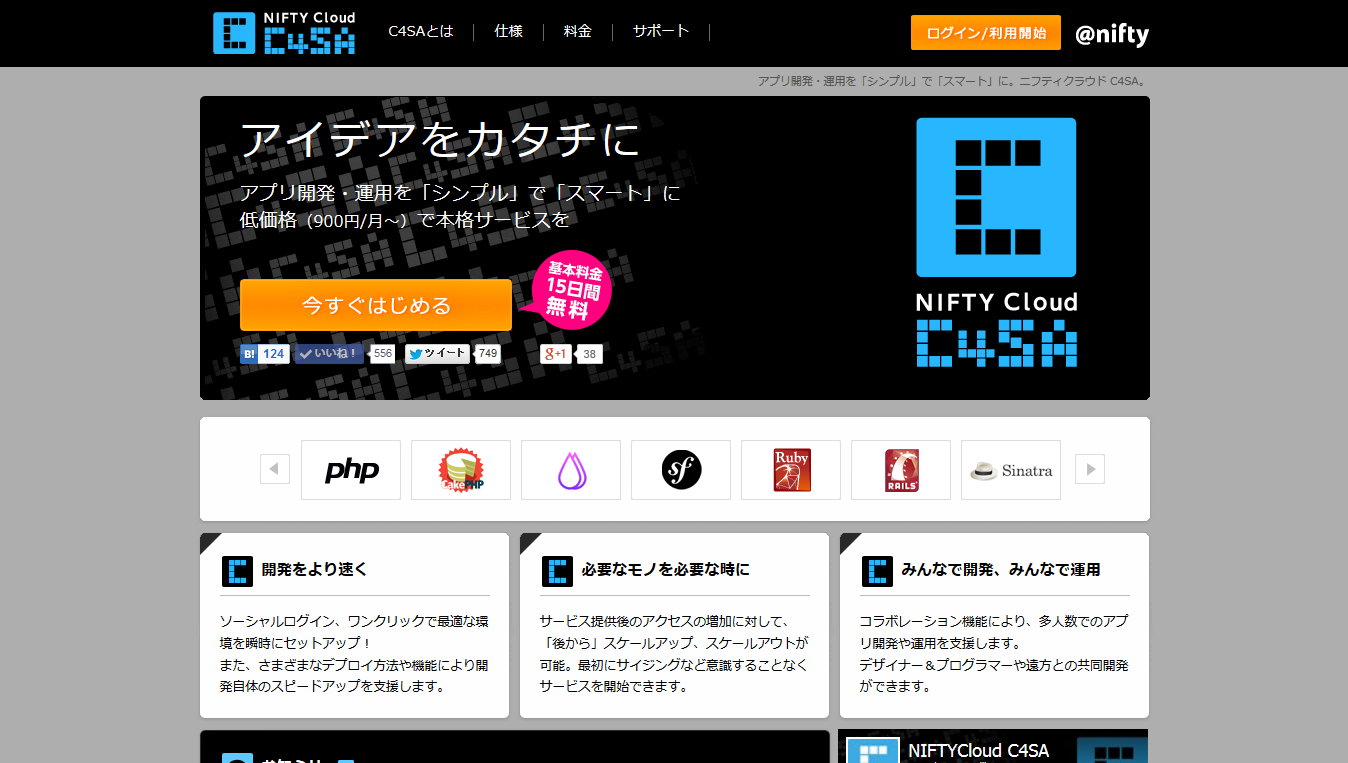 NIFTY Cloud
C4SA
C4SAとは
仕様
料金
サポート
ログイン/利用開始
@nifty
アプリ開発・運用を「シンプル」で「スマート」に。ニフティクラウド C4SA。
アイデアをカタチに
アプリ開発・運用を「シンプル」で「スマート」に
低価格（900円/月～）で本格サービスを
基本料金
15日間
無料
今すぐはじめる
B! 124
いいね！ 556
ツイート 749
g+1 38
NIFTY Cloud
C4SA
php
CakePHP
sf
Ruby
RAILS
Sinatra
開発をより速く
ソーシャルログイン、ワンクリックで最適な環
境を瞬時にセットアップ！
また、さまざまなデプロイ方法や機能により開
発自体のスピードアップを支援します。
必要なモノを必要な時に
サービス提供後のアクセスの増加に対して、
「後から」スケールアップ、スケールアウトが
可能。最初にサイジングなど意識することなく
サービスを開始できます。
みんなで開発、みんなで運用
コラボレーション機能により、多人数でのアプ
リ開発や運用を支援します。
デザイナー＆プログラマーや遠方との共同開発
ができます。
NIFTYCloud C4SA